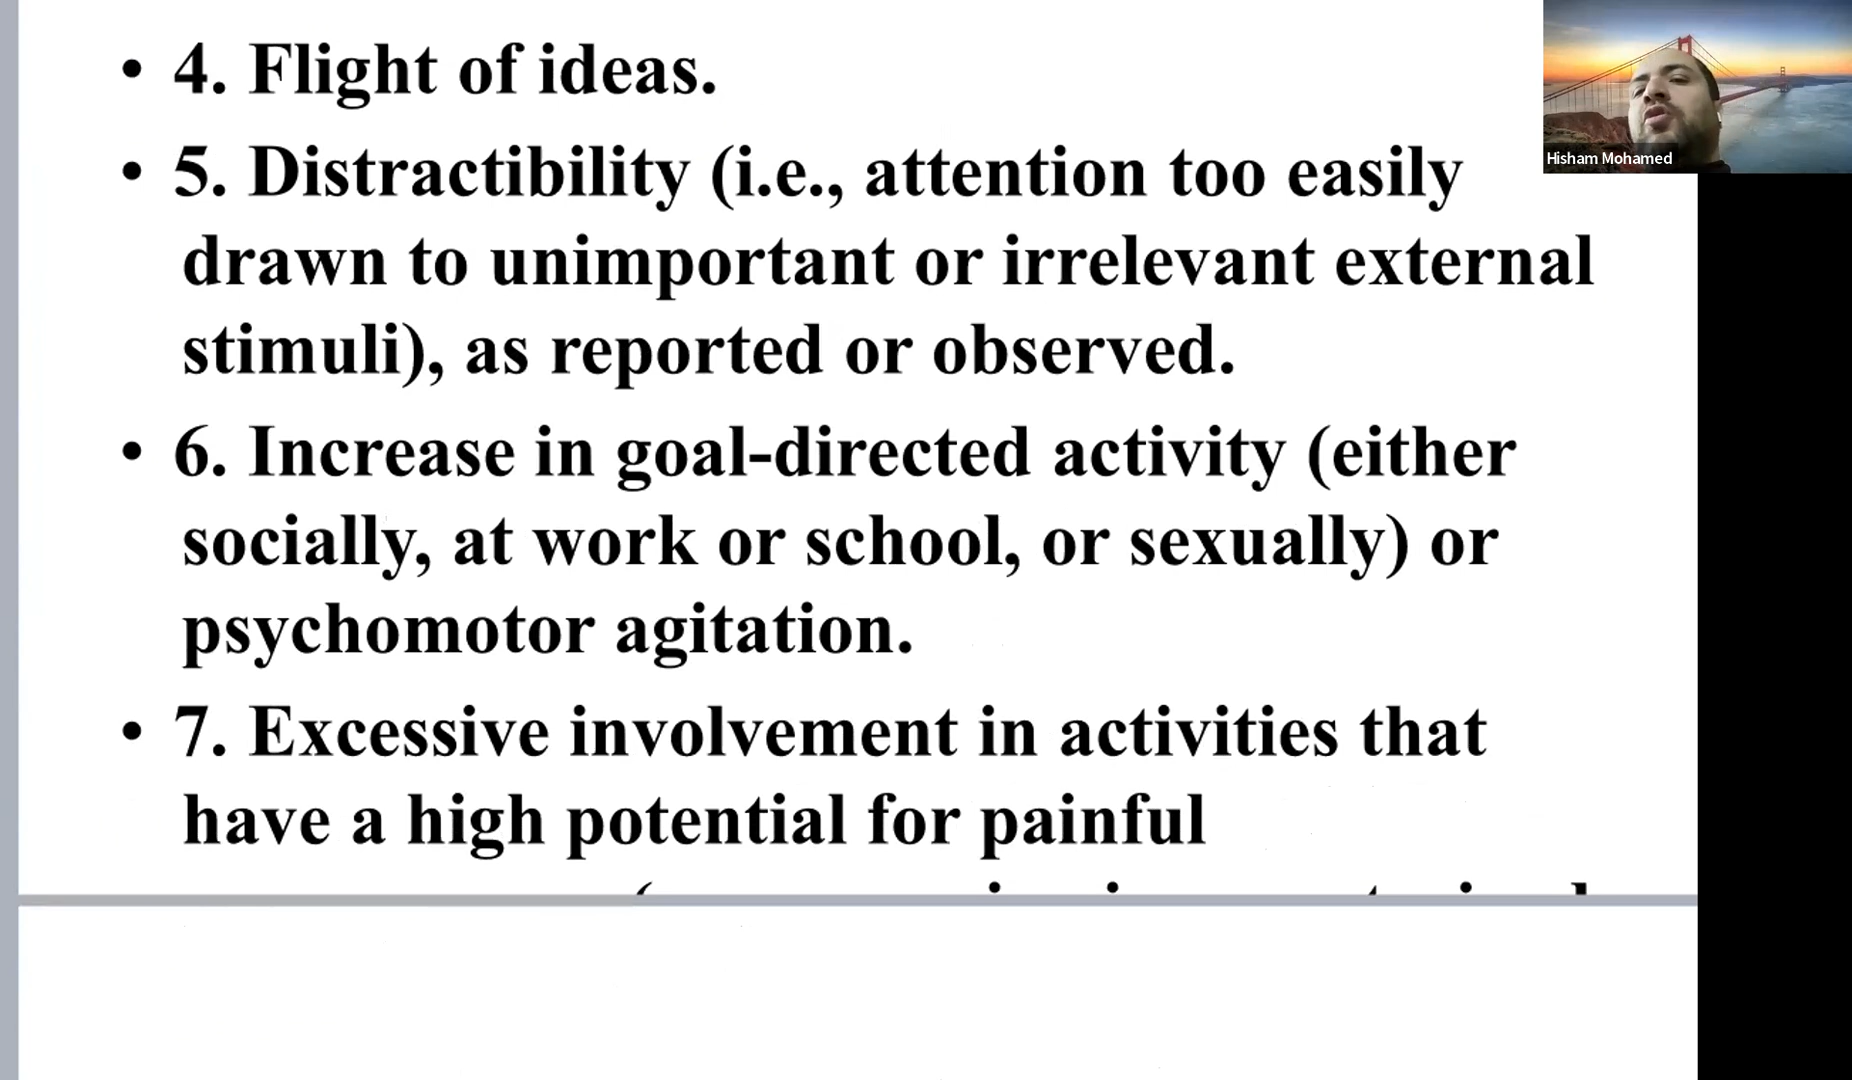 • 4. Flight of ideas.
• 5. Distractibility (i.e., attention too easily
drawn to unimportant or irrelevant external
stimuli), as reported or observed.
• 6. Increase in goal-directed activity (either
socially, at work or school, or sexually) or
psychomotor agitation.
• 7. Excessive involvement in activities that
have a high potential for painful
Hisham Mohamed